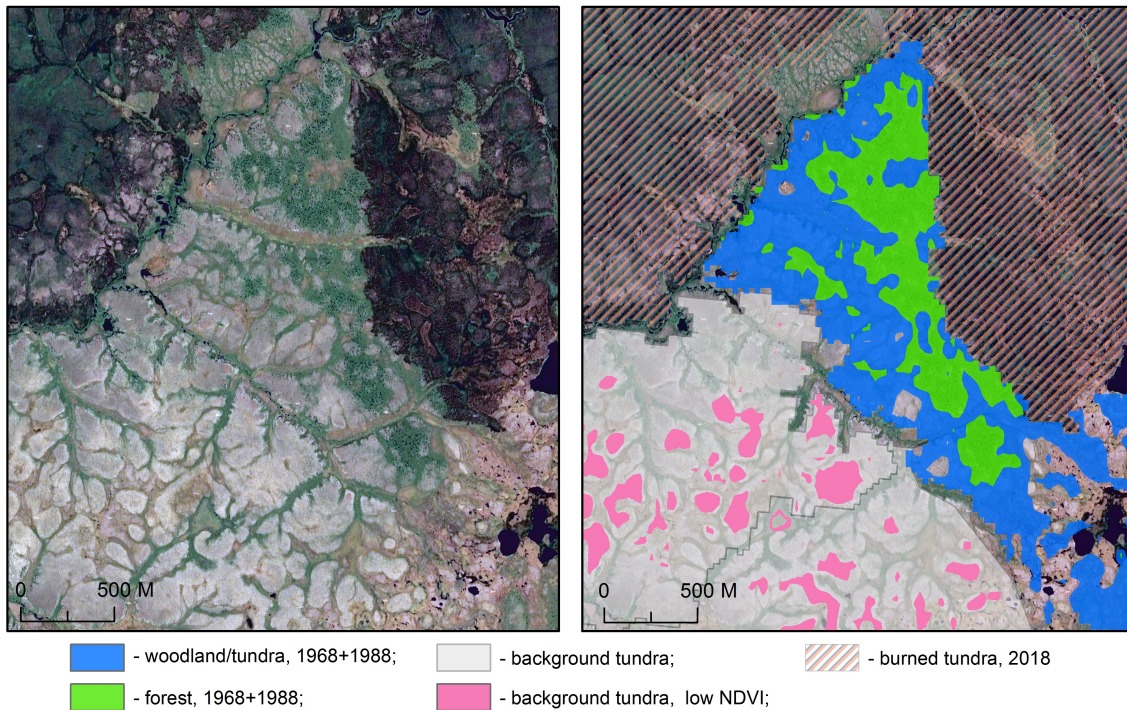 0 500 M
0 500 M
- woodland/tundra, 1968+1988;
- background tundra;
- burned tundra, 2018
- forest, 1968+1988;
- background tundra, low NDVI;